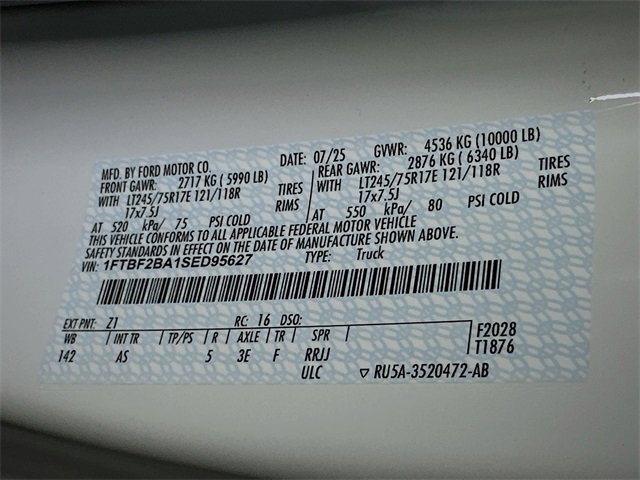 MFD. BY FORD MOTOR CO.
DATE: 07/25 GVWR: 4536 KG (10000 LB)
FRONT GAWR: 2717 KG ( 5990 LB) REAR GAWR: 2876 KG ( 6340 LB)
WITH LT245/75R17E 121/118R TIRES WITH LT245/75R17E 121/118R TIRES
17x7.5J RIMS 17x7.5J RIMS
AT 520 kPa/ 75 PSI COLD AT 550 kPa/ 80 PSI COLD
THIS VEHICLE CONFORMS TO ALL APPLICABLE FEDERAL MOTOR VEHICLE
SAFETY STANDARDS IN EFFECT ON THE DATE OF MANUFACTURE SHOWN ABOVE.
VIN: 1FTBF2BA1SED95627 TYPE: Truck
EXT PNT: Z1 RC: 16 DSO: F2028
WB INT TR TP/PS R AXLE TR SPR T1876
142 AS 5 3E F RRJJ
ULC ▽ RU5A-3520472-AB